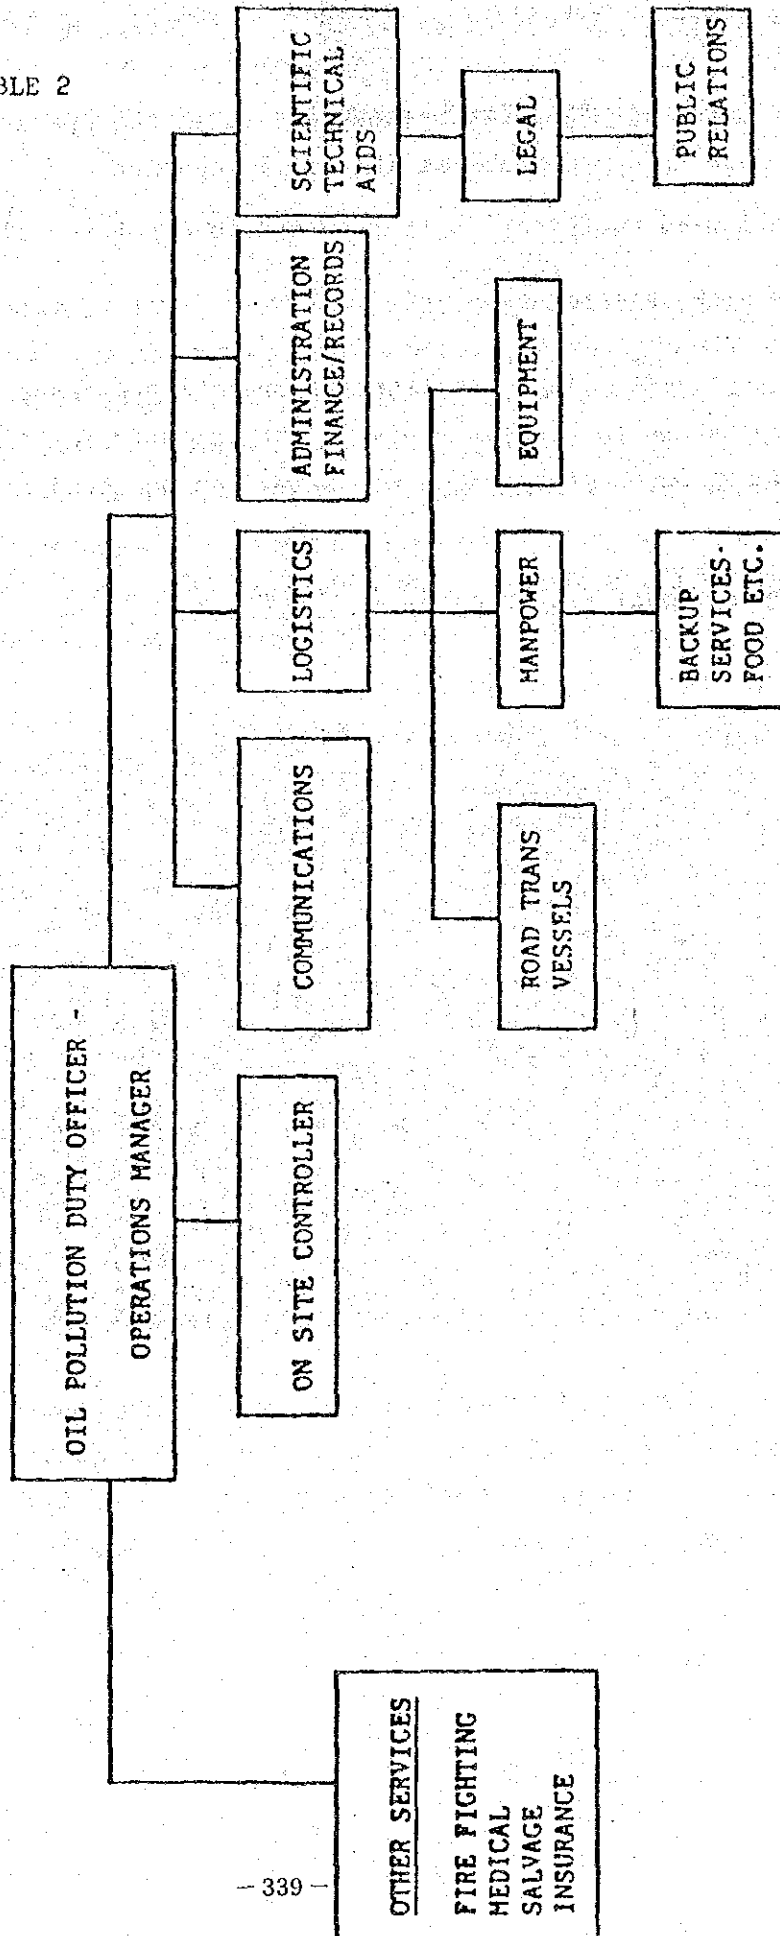 BLE 2
OIL POLLUTION DUTY OFFICER -
OPERATIONS MANAGER
OTHER SERVICES
FIRE FIGHTING
MEDICAL
SALVAGE
INSURANCE
ON SITE CONTROLLER
COMMUNICATIONS
LOGISTICS
ADMINISTRATION
FINANCE/RECORDS
SCIENTIFIC
TECHNICAL
AIDS
ROAD TRANS
VESSELS
MANPOWER
EQUIPMENT
LEGAL
BACKUP
SERVICES-
FOOD ETC.
PUBLIC
RELATIONS
- 339 -